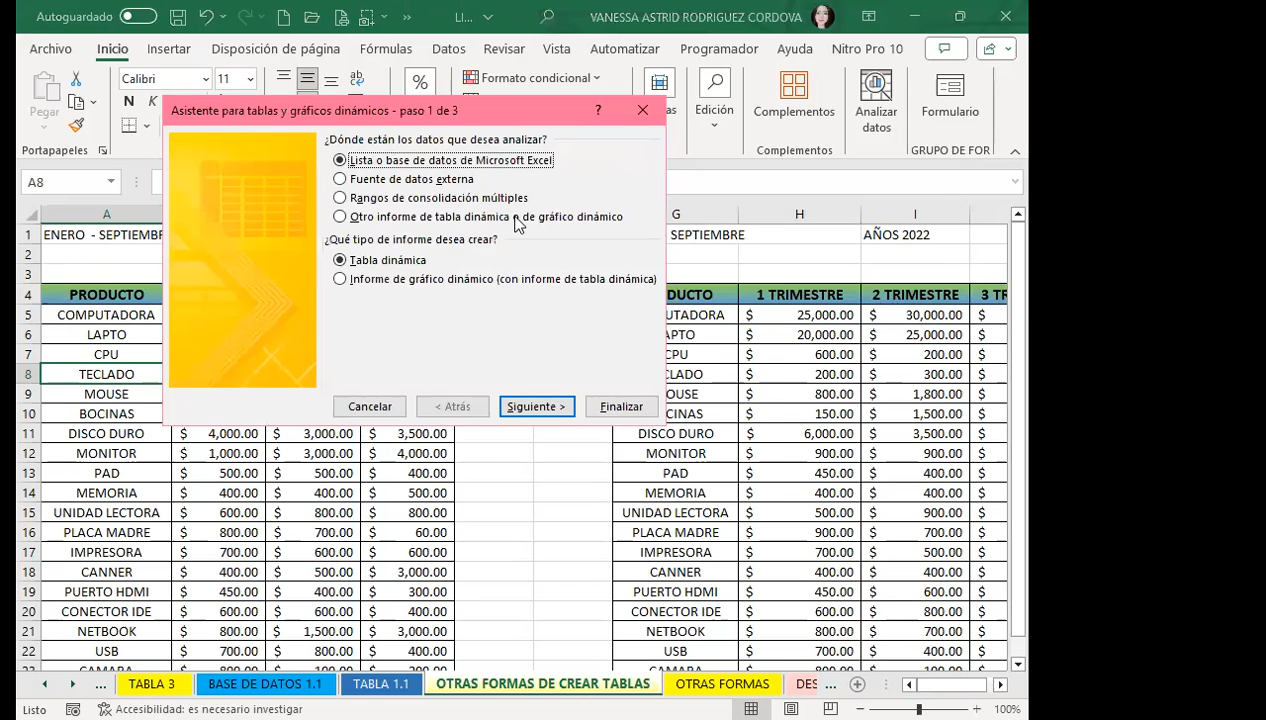 Autoguardado
LI...
VANESSA ASTRID RODRIGUEZ CORDOVA
Archivo Inicio Insertar Disposición de página Fórmulas Datos Revisar Vista Automatizar Programador Ayuda Nitro Pro 10
Pegar
Portapapeles
Calibri 11
N K
ab
%
Formato condicional
Edición
Complementos
Complementos
Analizar datos
Formulario
GRUPO DE FOR
Asistente para tablas y gráficos dinámicos - paso 1 de 3 ?
¿Dónde están los datos que desea analizar?
Lista o base de datos de Microsoft Excel
Fuente de datos externa
Rangos de consolidación múltiples
Otro informe de tabla dinámica o de gráfico dinámico
¿Qué tipo de informe desea crear?
Tabla dinámica
Informe de gráfico dinámico (con informe de tabla dinámica)
Cancelar < Atrás Siguiente > Finalizar
A8
A G H I
1 ENERO - SEPTIEMBR SEPTIEMBRE AÑOS 2022
2
3
4 PRODUCTO DUCTO 1 TRIMESTRE 2 TRIMESTRE 3 TR
5 COMPUTADORA UTADORA $ 25,000.00 $ 30,000.00 $
6 LAPTO APTO $ 20,000.00 $ 25,000.00 $
7 CPU CPU $ 600.00 $ 200.00 $
8 TECLADO CLADO $ 200.00 $ 300.00 $
9 MOUSE OUSE $ 800.00 $ 1,800.00 $
10 BOCINAS OCINAS $ 150.00 $ 1,500.00 $
11 DISCO DURO $ 4,000.00 $ 3,000.00 $ 3,500.00 DISCO DURO $ 6,000.00 $ 3,500.00 $
12 MONITOR $ 1,000.00 $ 3,000.00 $ 4,000.00 MONITOR $ 900.00 $ 900.00 $
13 PAD $ 500.00 $ 500.00 $ 400.00 PAD $ 450.00 $ 400.00 $
14 MEMORIA $ 400.00 $ 400.00 $ 500.00 MEMORIA $ 400.00 $ 400.00 $
15 UNIDAD LECTORA $ 600.00 $ 800.00 $ 800.00 UNIDAD LECTORA $ 500.00 $ 900.00 $
16 PLACA MADRE $ 800.00 $ 700.00 $ 60.00 PLACA MADRE $ 900.00 $ 700.00 $
17 IMPRESORA $ 700.00 $ 600.00 $ 600.00 IMPRESORA $ 700.00 $ 500.00 $
18 CANNER $ 400.00 $ 500.00 $ 3,000.00 CANNER $ 400.00 $ 400.00 $
19 PUERTO HDMI $ 450.00 $ 400.00 $ 300.00 PUERTO HDMI $ 450.00 $ 600.00 $
20 CONECTOR IDE $ 600.00 $ 600.00 $ 400.00 CONECTOR IDE $ 600.00 $ 800.00 $
21 NETBOOK $ 800.00 $ 1,500.00 $ 3,000.00 NETBOOK $ 800.00 $ 700.00 $
22 USB $ 700.00 $ 800.00 $ 400.00 USB $ 700.00 $ 400.00 $
... TABLA 3 BASE DE DATOS 1.1 TABLA 1.1 OTRAS FORMAS DE CREAR TABLAS OTRAS FORMAS DES ...
Listo Accesibilidad: es necesario investigar 100%